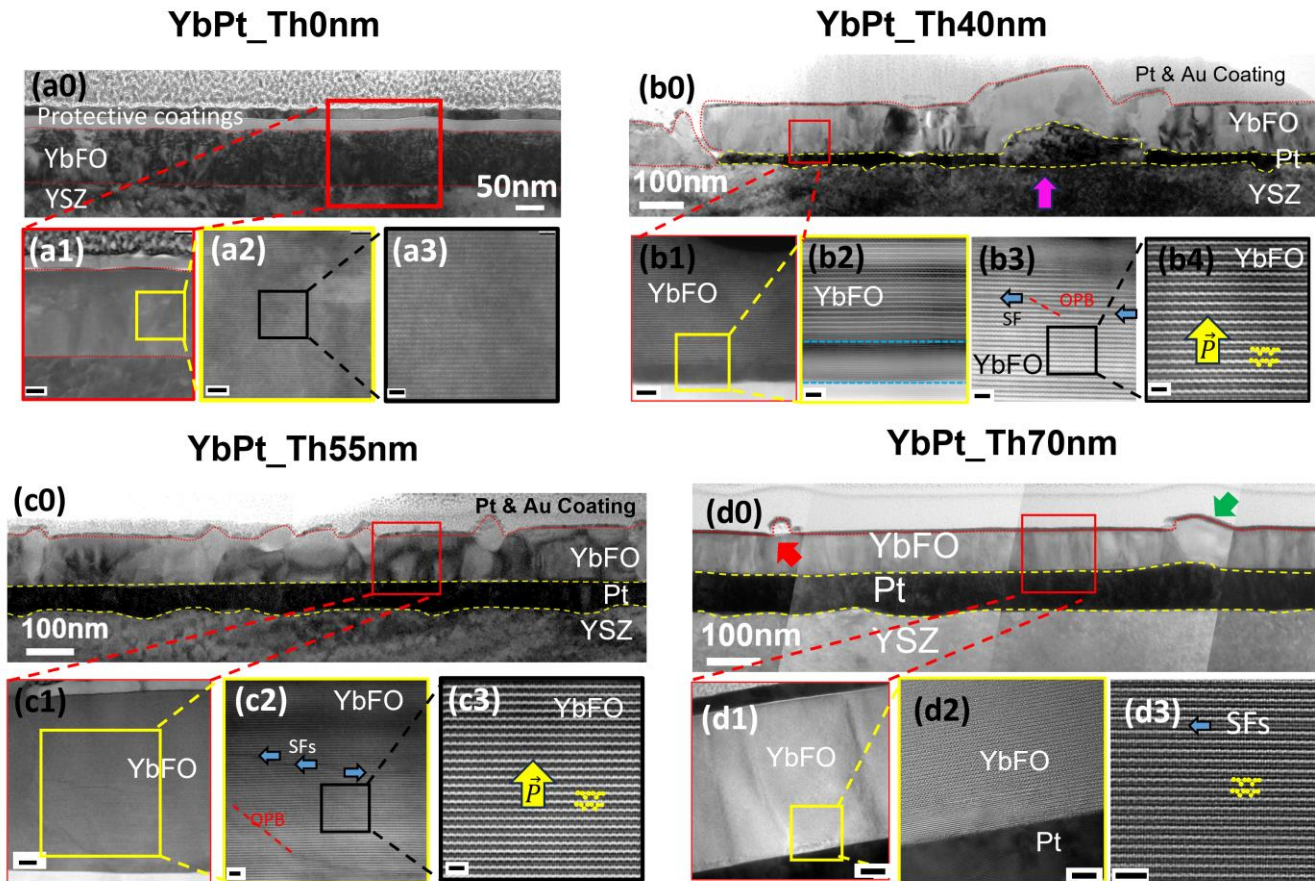 YbPt_Th0nm
YbPt_Th40nm
(a0)
Protective coatings
YbFO
YSZ
50nm
(a1)
(a2)
(a3)
(b0)
Pt & Au Coating
YbFO
Pt
YSZ
100nm
(b1)
YbFO
(b2)
YbFO
(b3)
OPB
SF
YbFO
(b4)
YbFO
P
YbPt_Th55nm
YbPt_Th70nm
(c0)
Pt & Au Coating
YbFO
Pt
YSZ
100nm
(c1)
YbFO
(c2)
YbFO
SFs
OPB
(c3)
YbFO
P
(d0)
YbFO
Pt
YSZ
100nm
(d1)
YbFO
(d2)
YbFO
Pt
(d3)
SFs